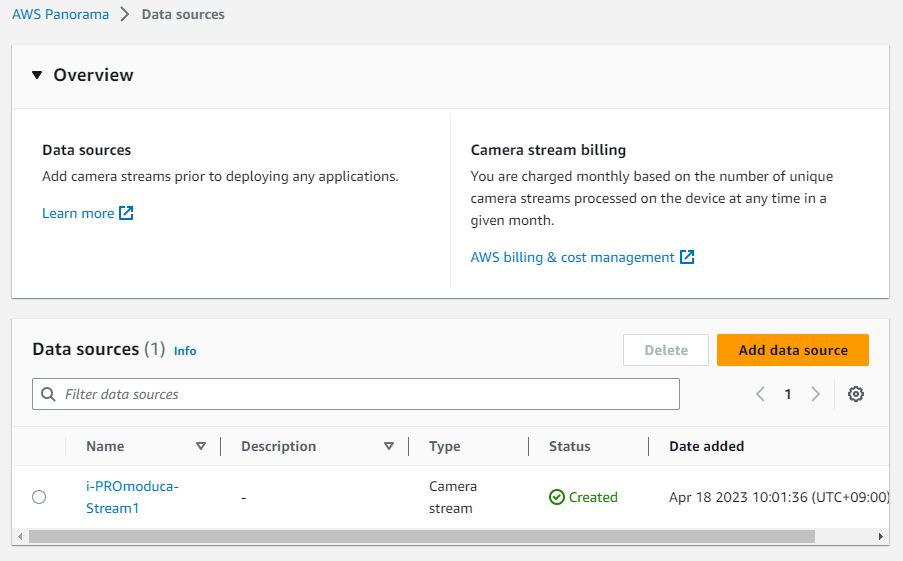 AWS Panorama > Data sources
Overview
Data sources
Add camera streams prior to deploying any applications.
Learn more
Camera stream billing
You are charged monthly based on the number of unique
camera streams processed on the device at any time in a
given month.
AWS billing & cost management
Data sources (1) Info
Delete
Add data source
Filter data sources
1
Name Description Type Status Date added
i-PROmoduca-
Stream1
-
Camera
stream
Created
Apr 18 2023 10:01:36 (UTC+09:00)